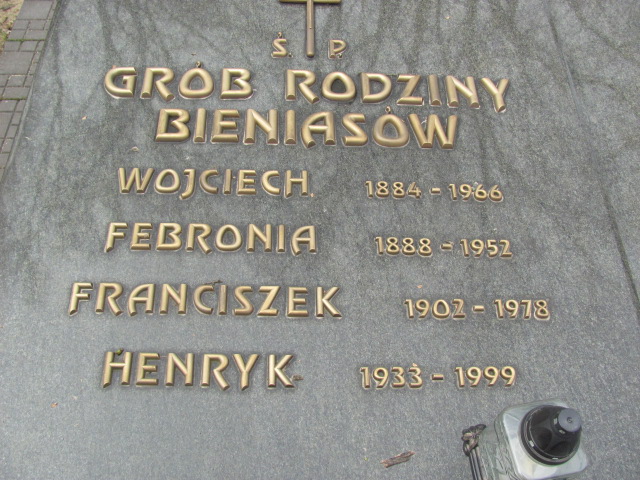 Ś. P.
GRÓB RODZINY
BIENIASÓW
WOJCIECH 1884 - 1966
FEBRONIA 1888 - 1952
FRANCISZEK 1902 - 1978
HENRYK 1933 - 1999